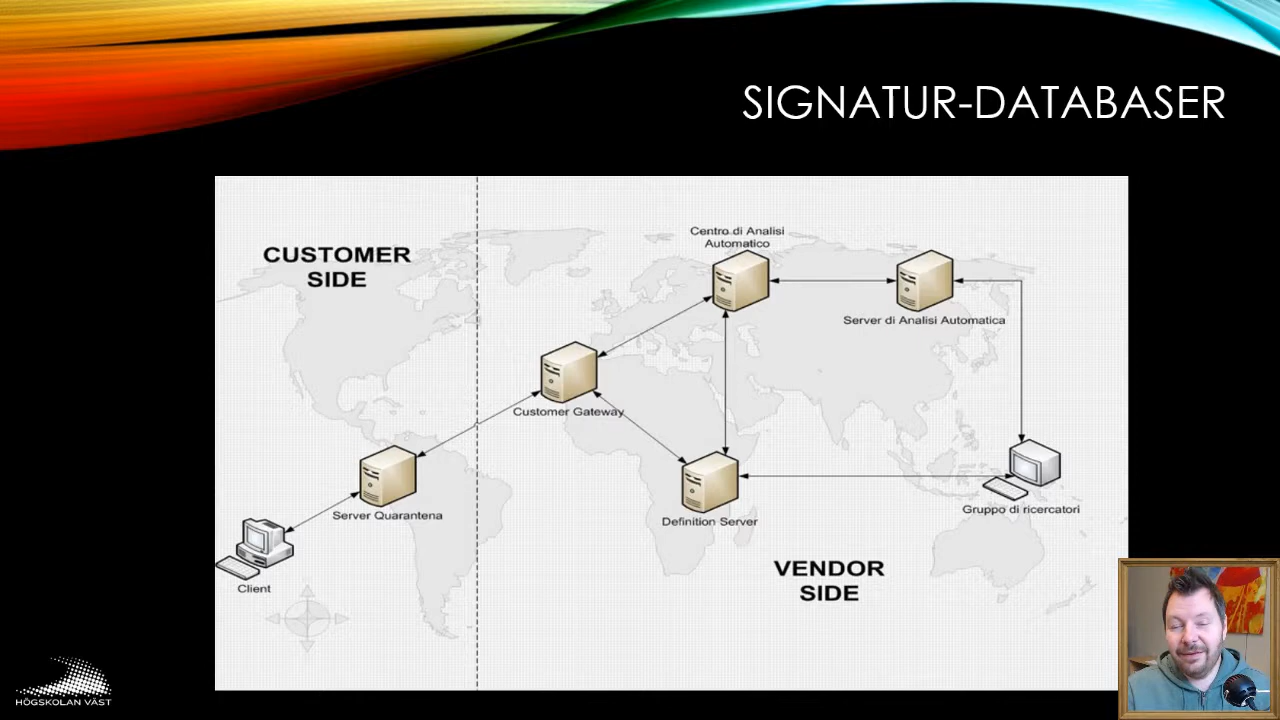 SIGNATUR-DATABASER
CUSTOMER
SIDE
Centro di Analisi
Automatico
Server di Analisi Automatica
Customer Gateway
Server Quarantena
Gruppo di ricercatori
Definition Server
Client
VENDOR
SIDE
HÖGSKOLAN VÄST